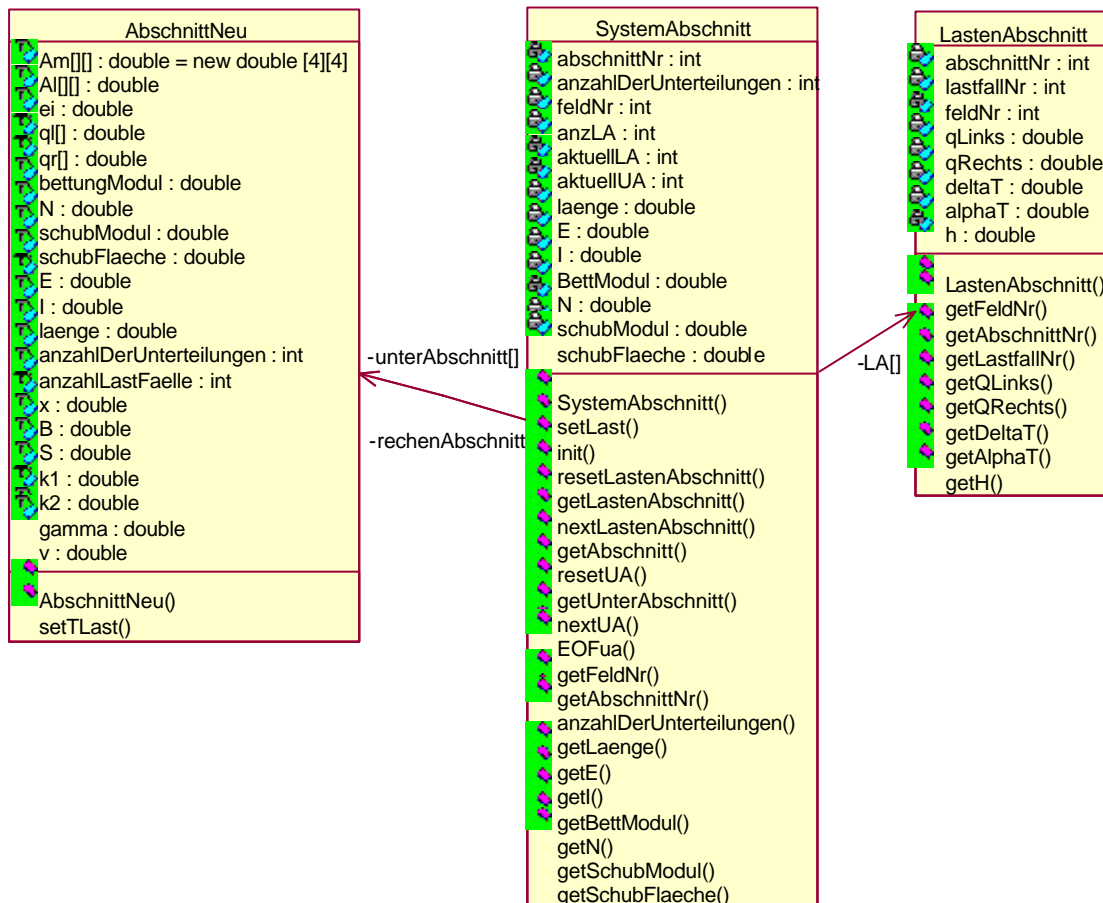 AbschnittNeu
Am[][] : double = new double [4][4]
Al[][] : double
ei : double
ql[] : double
qr[] : double
bettungModul : double
N : double
schubModul : double
schubFlaeche : double
E : double
I : double
laenge : double
anzahlDerUnterteilungen : int
anzahlLastFaelle : int
x : double
B : double
S : double
k1 : double
k2 : double
gamma : double
v : double
AbschnittNeu()
setTLast()
-unterAbschnitt[]
-rechenAbschnitt
SystemAbschnitt
abschnittNr : int
anzahlDerUnterteilungen : int
feldNr : int
anzLA : int
aktuellLA : int
aktuellUA : int
laenge : double
E : double
I : double
BettModul : double
N : double
schubModul : double
schubFlaeche : double
SystemAbschnitt()
setLast()
init()
resetLastenAbschnitt()
getLastenAbschnitt()
nextLastenAbschnitt()
getAbschnitt()
resetUA()
getUnterAbschnitt()
nextUA()
EOFua()
getFeldNr()
getAbschnittNr()
anzahlDerUnterteilungen()
getLaenge()
getE()
getI()
getBettModul()
getN()
getSchubModul()
getSchubFlaeche()
-LA[]
LastenAbschnitt
abschnittNr : int
lastfallNr : int
feldNr : int
qLinks : double
qRechts : double
deltaT : double
alphaT : double
h : double
LastenAbschnitt()
getFeldNr()
getAbschnittNr()
getLastfallNr()
getQLinks()
getQRechts()
getDeltaT()
getAlphaT()
getH()